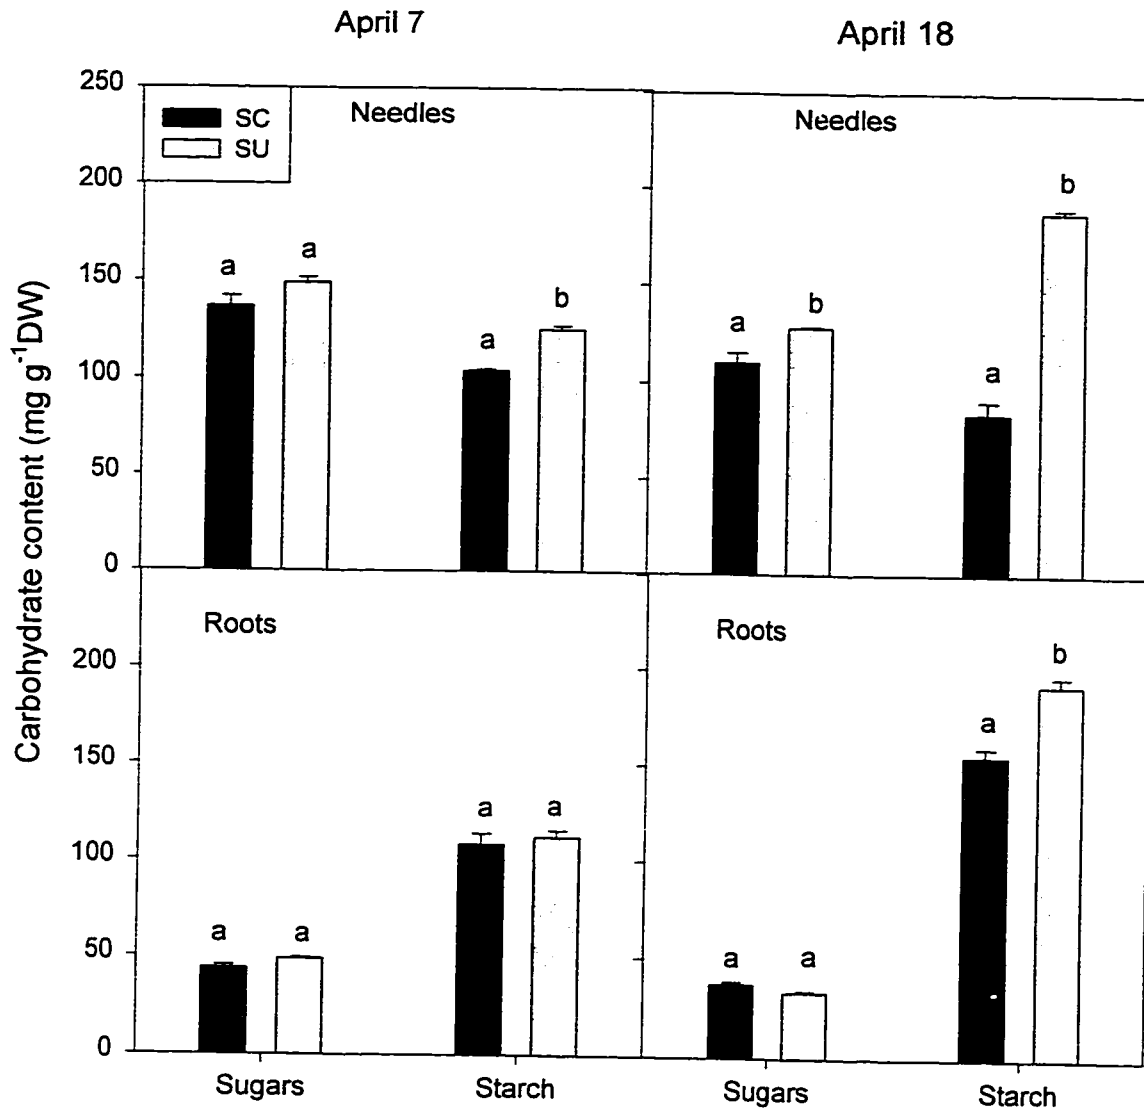 April 7
April 18
Carbohydrate content (mg g⁻¹DW)
250
200
150
100
50
0
SC
SU
Needles
a
a
a
b
Needles
a
b
a
b
200
150
100
50
0
Roots
a
a
a
a
Roots
a
a
a
b
Sugars
Starch
Sugars
Starch